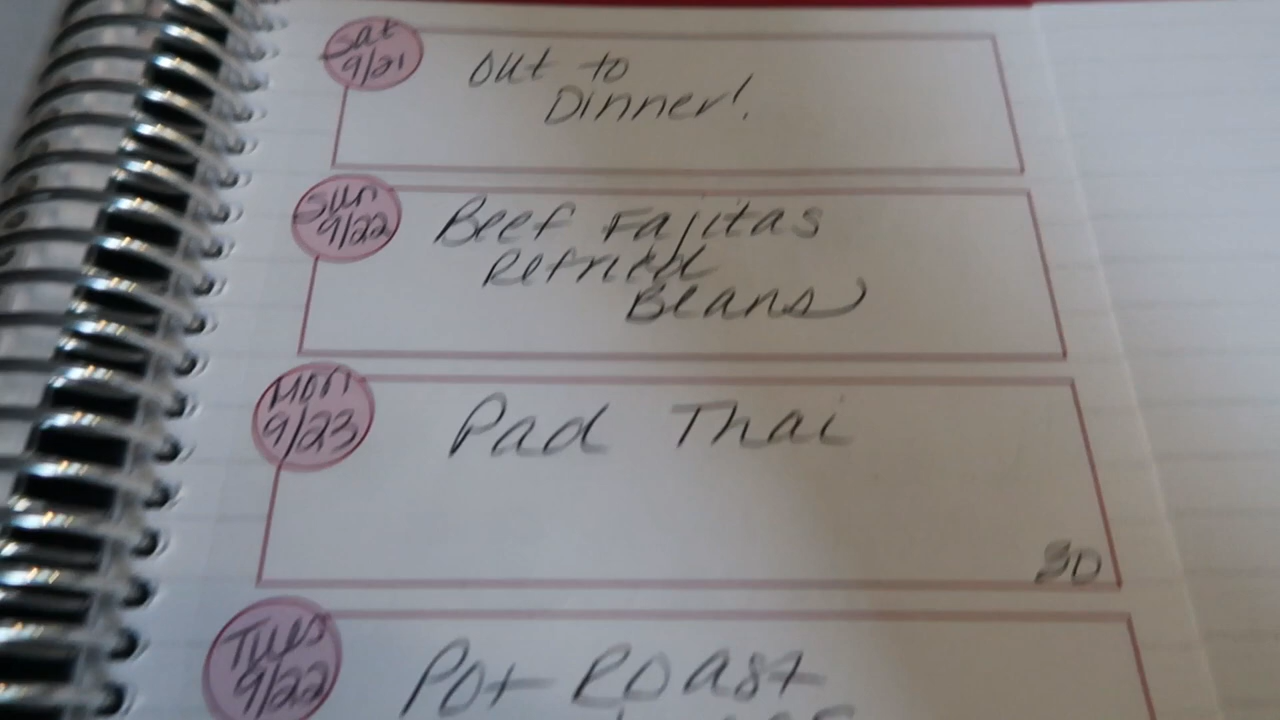 Sat
9/21
Out to
Dinner!
Sun
9/22
Beef Fajitas
Refried
Beans
Mon
9/23
Pad Thai
Tues
9/22
Pot Roast